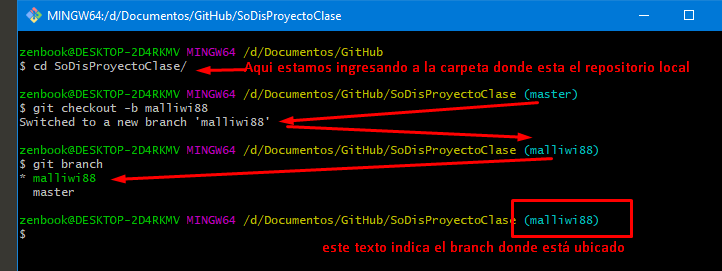 MINGW64:/d/Documentos/GitHub/SoDisProyectoClase
zenbook@DESKTOP-2D4RKMV MINGW64 /d/Documentos/GitHub
$ cd SoDisProyectoClase/
Aqui estamos ingresando a la carpeta donde esta el repositorio local
zenbook@DESKTOP-2D4RKMV MINGW64 /d/Documentos/GitHub/SoDisProyectoClase (master)
$ git checkout -b malliwi88
Switched to a new branch 'malliwi88'
zenbook@DESKTOP-2D4RKMV MINGW64 /d/Documentos/GitHub/SoDisProyectoClase (malliwi88)
$ git branch
* malliwi88
master
zenbook@DESKTOP-2D4RKMV MINGW64 /d/Documentos/GitHub/SoDisProyectoClase (malliwi88)
$
este texto indica el branch donde està ubicado